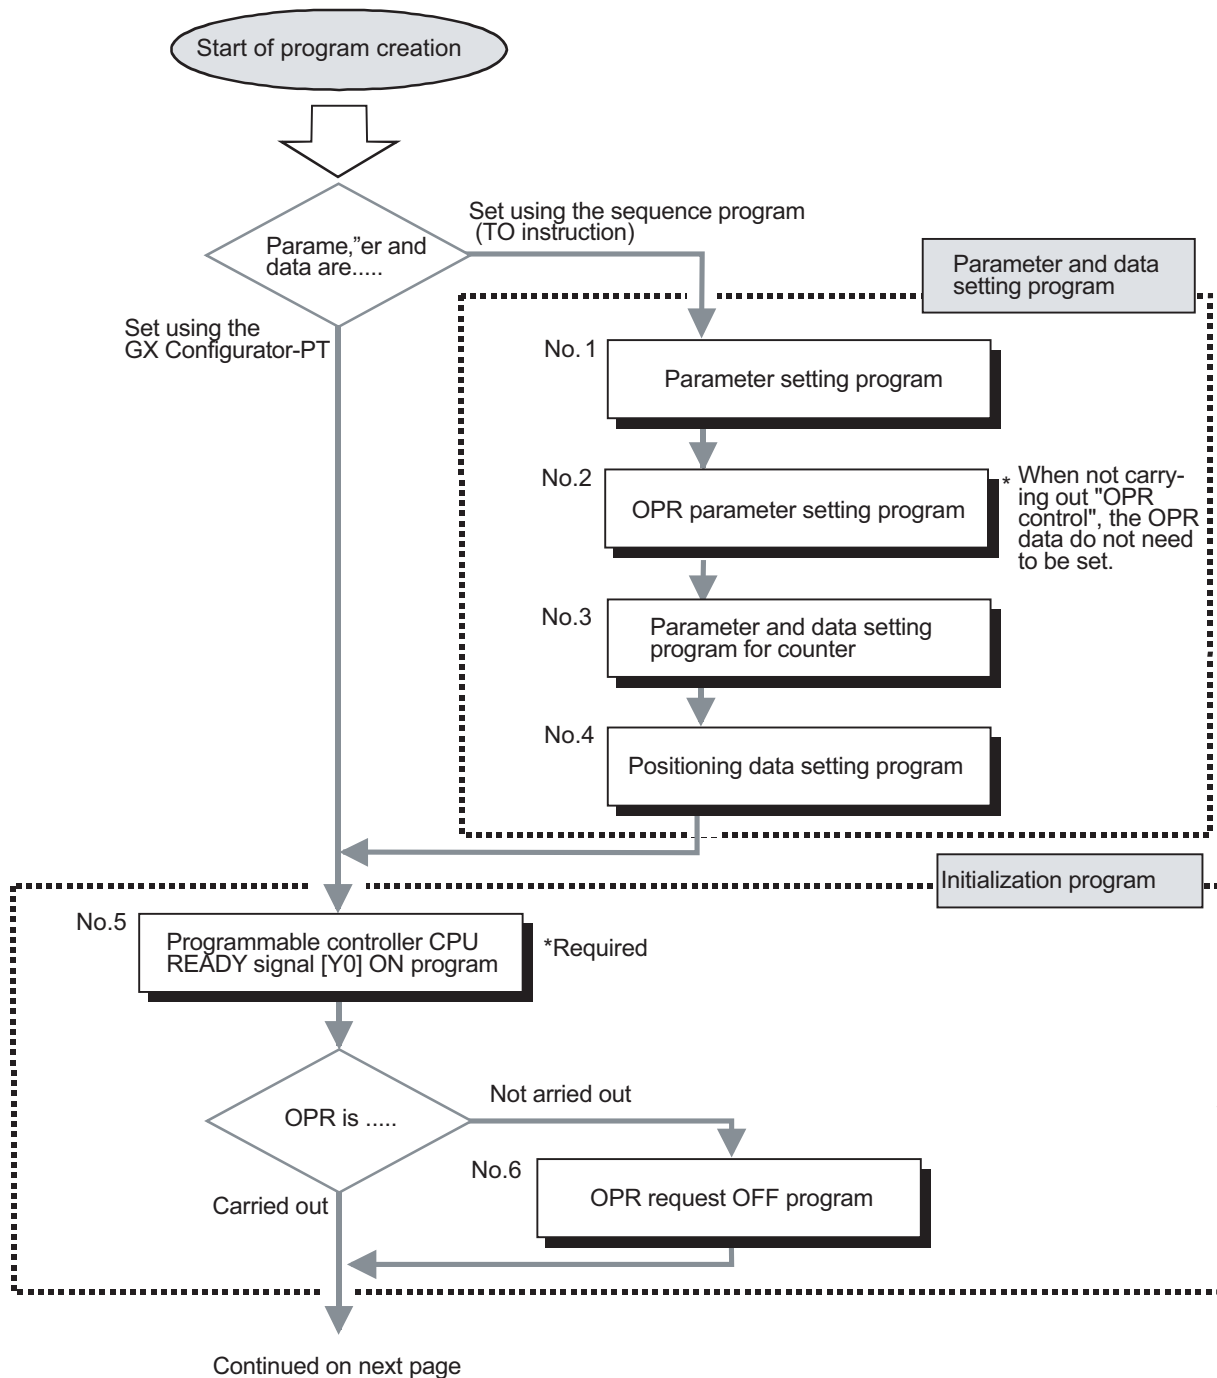 Start of program creation
Set using the sequence program
(TO instruction)
Parame,”er and
data are.....
Parameter and data
setting program
Set using the
GX Configurator-PT
No. 1
Parameter setting program
No.2
OPR parameter setting program
* When not carry-
ing out "OPR
control", the OPR
data do not need
to be set.
No.3
Parameter and data setting
program for counter
No.4
Positioning data setting program
Initialization program
No.5
Programmable controller CPU
READY signal [Y0] ON program
*Required
OPR is .....
Not arried out
No.6
OPR request OFF program
Carried out
Continued on next page